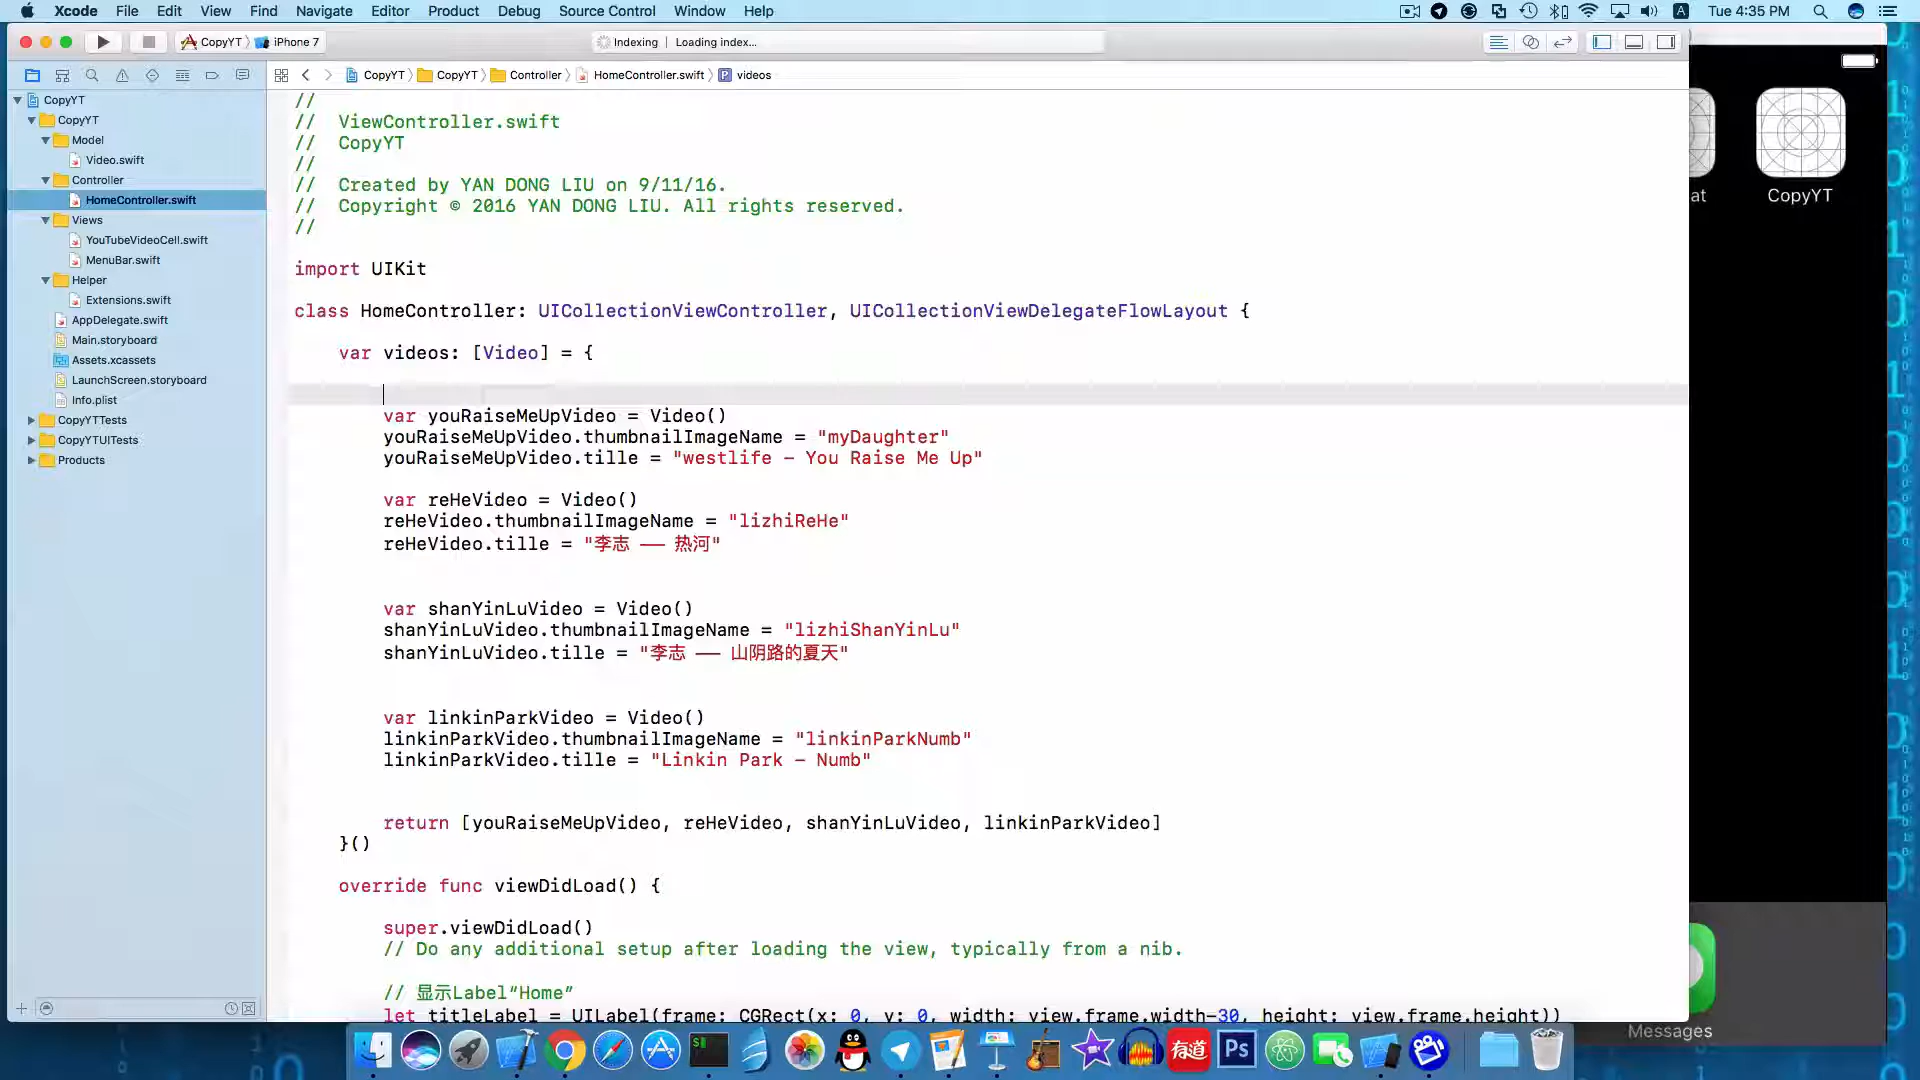 Xcode File Edit View Find Navigate Editor Product Debug Source Control Window Help Tue 4:35 PM
CopyYT iPhone 7 Indexing | Loading index...
CopyYT CopyYT Controller HomeController.swift P videos
CopyYT
CopyYT
Model
Video.swift
Controller
HomeController.swift
Views
YouTubeVideoCell.swift
MenuBar.swift
Helper
Extensions.swift
AppDelegate.swift
Main.storyboard
Assets.xcassets
LaunchScreen.storyboard
Info.plist
CopyYTTests
CopyYTUITests
Products
//
// ViewController.swift
// CopyYT
//
// Created by YAN DONG LIU on 9/11/16.
// Copyright © 2016 YAN DONG LIU. All rights reserved.
//
import UIKit
class HomeController: UICollectionViewController, UICollectionViewDelegateFlowLayout {
var videos: [Video] = {
var youRaiseMeUpVideo = Video()
youRaiseMeUpVideo.thumbnailImageName = "myDaughter"
youRaiseMeUpVideo.tille = "westlife - You Raise Me Up"
var reHeVideo = Video()
reHeVideo.thumbnailImageName = "lizhiReHe"
reHeVideo.tille = "李志 —— 热河"
var shanYinLuVideo = Video()
shanYinLuVideo.thumbnailImageName = "lizhiShanYinLu"
shanYinLuVideo.tille = "李志 —— 山阴路的夏天"
var linkinParkVideo = Video()
linkinParkVideo.thumbnailImageName = "linkinParkNumb"
linkinParkVideo.tille = "Linkin Park - Numb"
return [youRaiseMeUpVideo, reHeVideo, shanYinLuVideo, linkinParkVideo]
}()
override func viewDidLoad() {
super.viewDidLoad()
// Do any additional setup after loading the view, typically from a nib.
// 显示Label“Home”
let titleLabel = UILabel(frame: CGRect(x: 0, y: 0, width: view.frame.width-30, height: view.frame.height))
at
CopyYT
Messages
有道
Ps